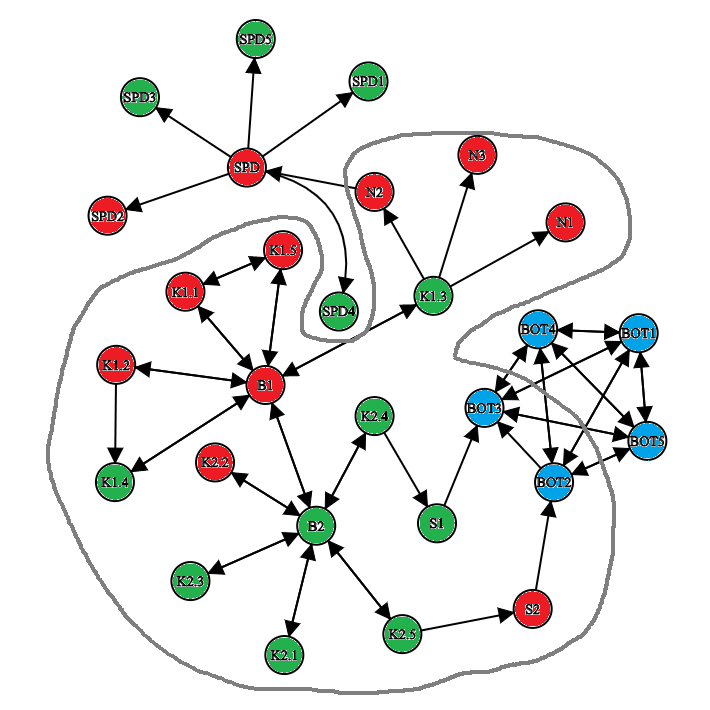 SPD5
SPD1
SPD3
N3
SPD
N2
SPD2
N1
K1.5
K1.1
K1.3
SPD4
BOT4
BOT1
K1.2
B1
BOT3
K2.4
BOT5
K2.2
K1.4
BOT2
S1
B2
K2.3
S2
K2.5
K2.1